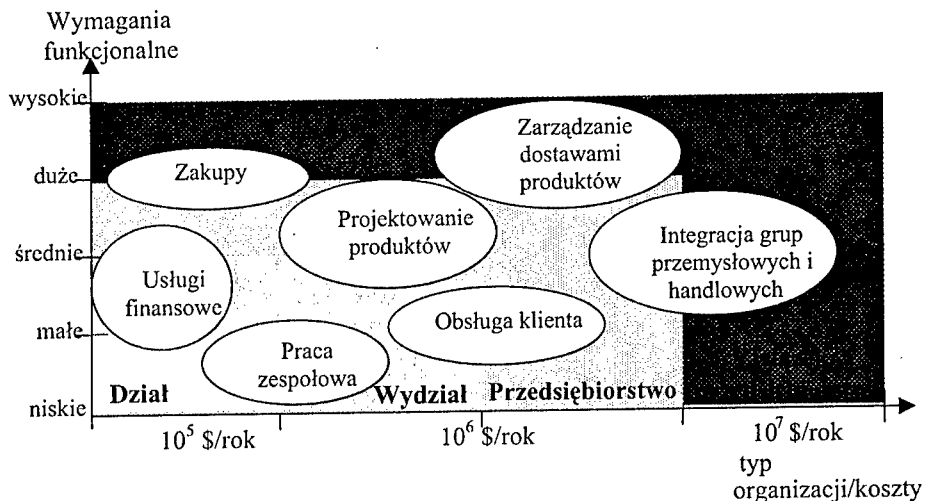 Wymagania
funkcjonalne
wysokie
duże
średnie
małe
niskie
Zakupy
Zarządzanie
dostawami
produktów
Projektowanie
produktów
Integracja grup
przemysłowych i
handlowych
Usługi
finansowe
Obsługa klienta
Praca
zespołowa
Dział
Wydział
Przedsiębiorstwo
10⁵ $/rok
10⁶ $/rok
10⁷ $/rok
typ
organizacji/koszty